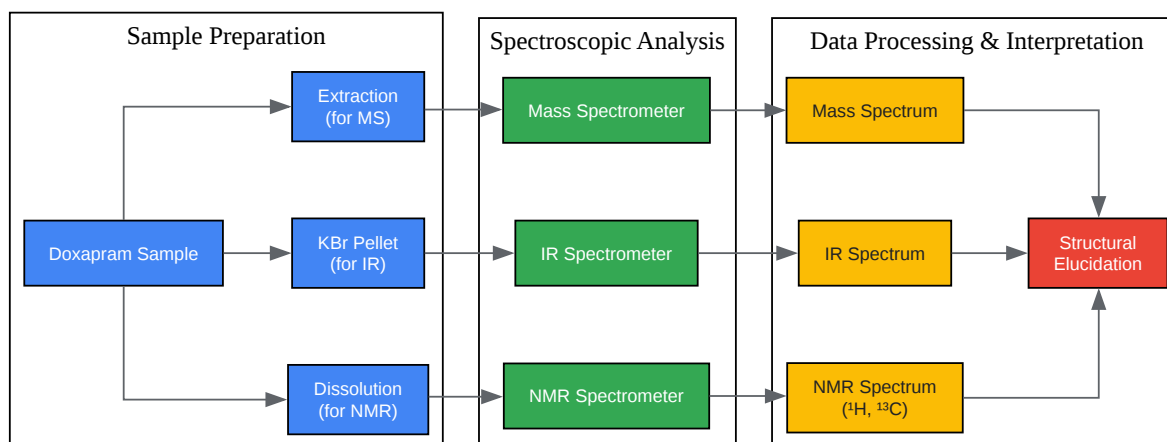 Sample Preparation
Spectroscopic Analysis
Data Processing & Interpretation
Extraction
(for MS)
Mass Spectrometer
Mass Spectrum
Doxapram Sample
KBr Pellet
(for IR)
IR Spectrometer
IR Spectrum
Structural
Elucidation
Dissolution
(for NMR)
NMR Spectrometer
NMR Spectrum
(¹H, ¹³C)